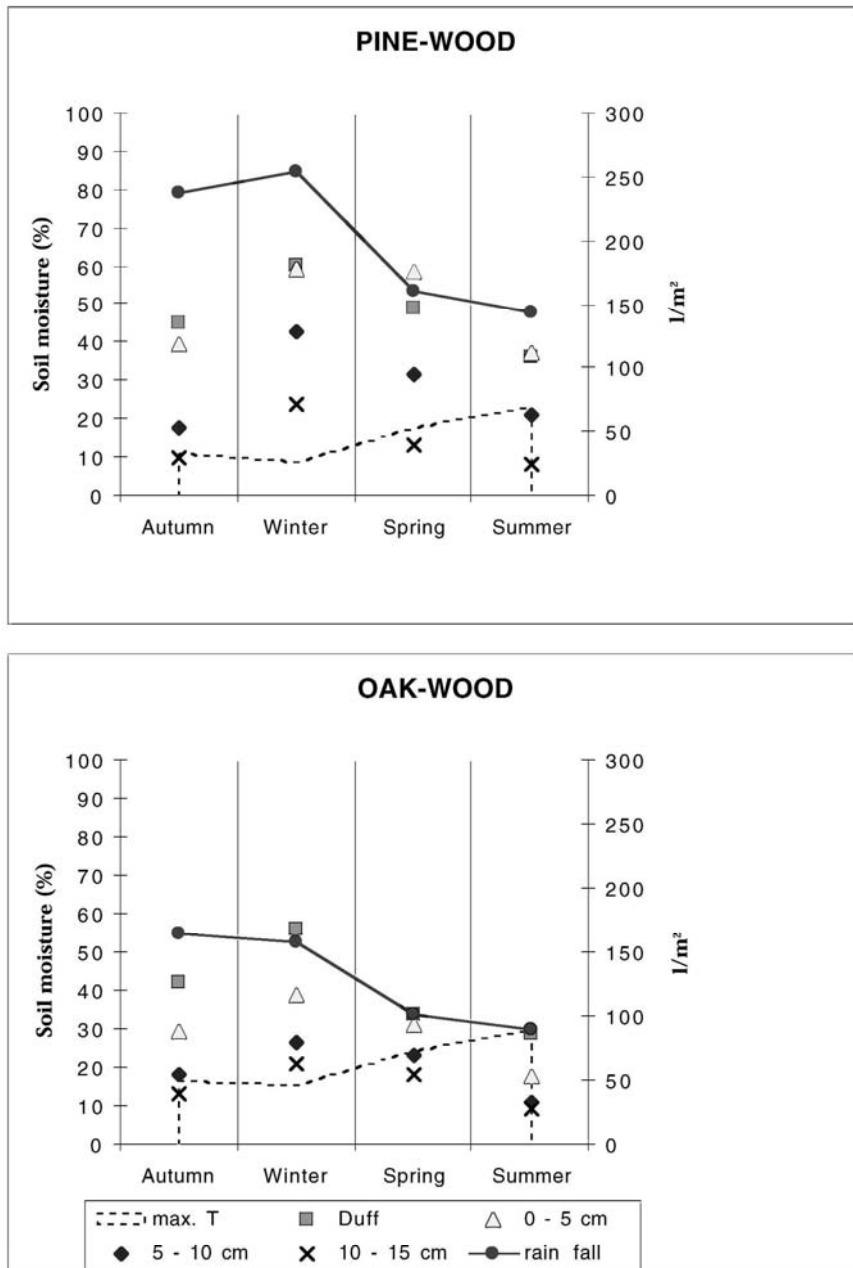 PINE-WOOD
100 300
90
80 250
70
60 200
50 150
40
30 100
20
10 50
0 0
Soil moisture (%)
l/m²
Autumn Winter Spring Summer
OAK-WOOD
100 300
90
80 250
70
60 200
50 150
40
30 100
20
10 50
0 0
Soil moisture (%)
l/m²
Autumn Winter Spring Summer
max. T Duff 0 - 5 cm
5 - 10 cm 10 - 15 cm rain fall